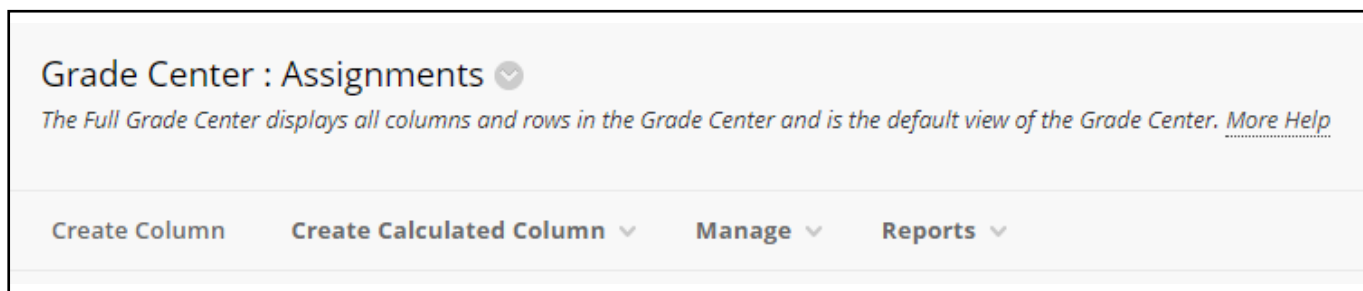 Grade Center : Assignments
The Full Grade Center displays all columns and rows in the Grade Center and is the default view of the Grade Center. More Help
Create Column Create Calculated Column Manage Reports